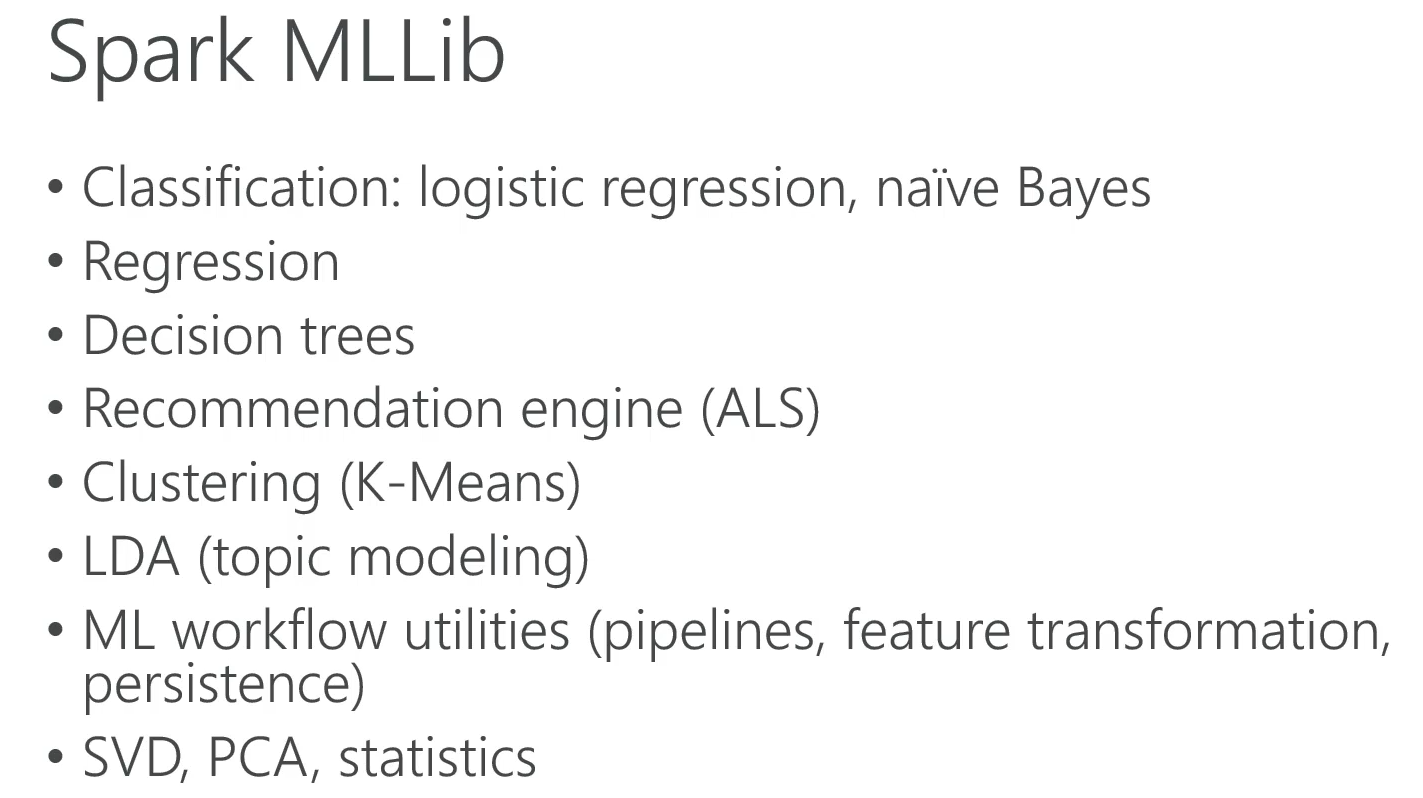 Spark MLLib
• Classification: logistic regression, naïve Bayes
• Regression
• Decision trees
• Recommendation engine (ALS)
• Clustering (K-Means)
• LDA (topic modeling)
• ML workflow utilities (pipelines, feature transformation,
persistence)
• SVD, PCA, statistics